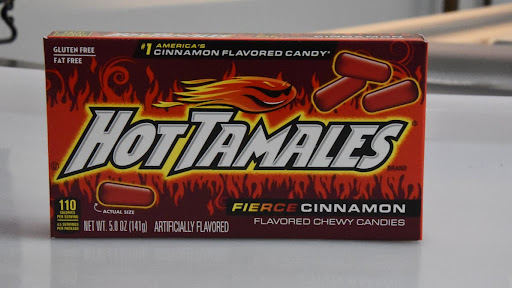 GLUTEN FREE
FAT FREE
#1 AMERICA'S
CINNAMON FLAVORED CANDY*
HOT TAMALES
BRAND
110
CALORIES
PER SERVING
ACTUAL SIZE
FIERCE CINNAMON
FLAVORED CHEWY CANDIES
NET WT. 5.0 OZ (141g) ARTIFICIALLY FLAVORED